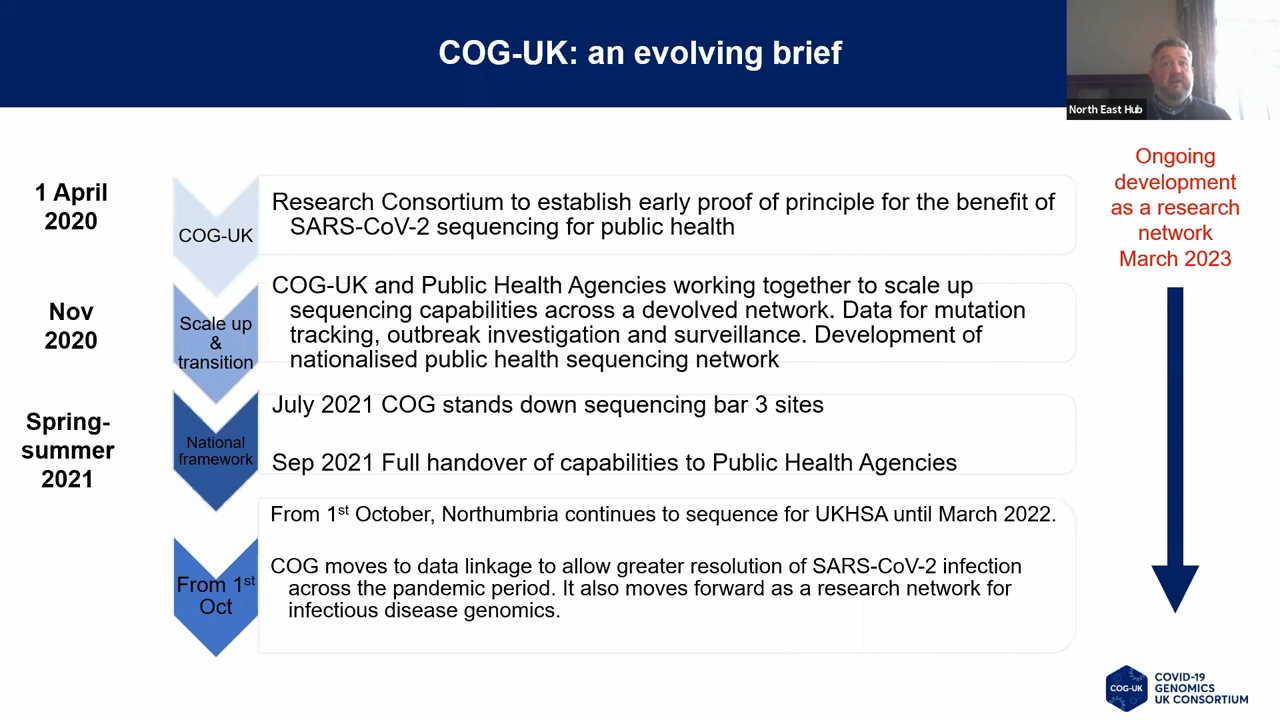 COG-UK: an evolving brief
North East Hub
1 April
2020
COG-UK
Research Consortium to establish early proof of principle for the benefit of
SARS-CoV-2 sequencing for public health
Nov
2020
Scale up
&
transition
COG-UK and Public Health Agencies working together to scale up
sequencing capabilities across a devolved network. Data for mutation
tracking, outbreak investigation and surveillance. Development of
nationalised public health sequencing network
Spring-
summer
2021
National
framework
July 2021 COG stands down sequencing bar 3 sites
Sep 2021 Full handover of capabilities to Public Health Agencies
From 1st
Oct
From 1st October, Northumbria continues to sequence for UKHSA until March 2022.
COG moves to data linkage to allow greater resolution of SARS-CoV-2 infection
across the pandemic period. It also moves forward as a research network for
infectious disease genomics.
Ongoing
development
as a research
network
March 2023
COG-UK
COVID-19
GENOMICS
UK CONSORTIUM